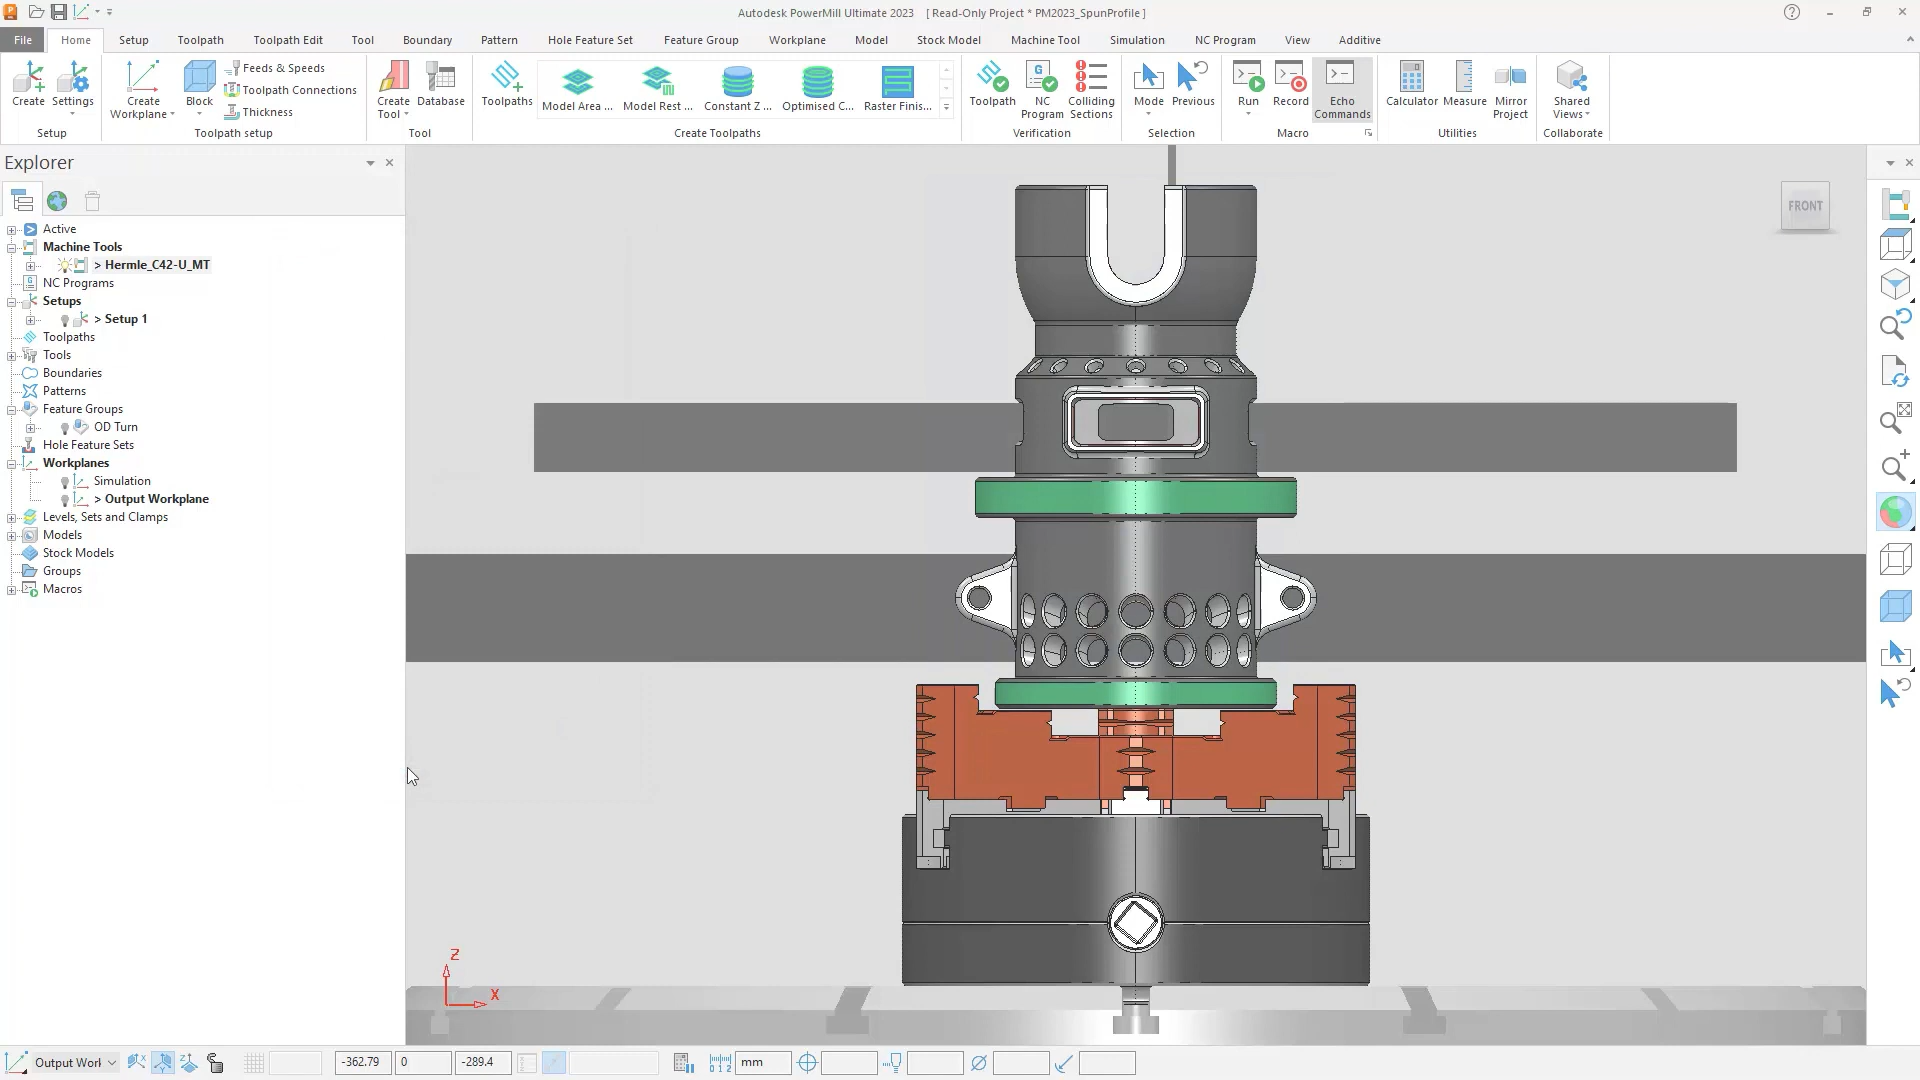 Autodesk PowerMill Ultimate 2023 [ Read-Only Project * PM2023_SpunProfile ]
File Home Setup Toolpath Toolpath Edit Tool Boundary Pattern Hole Feature Set Feature Group Workplane Model Stock Model Machine Tool Simulation NC Program View Additive
Create
Settings
Setup
Create Workplane
Block
Feeds & Speeds
Toolpath Connections
Thickness
Toolpath setup
Create Tool
Database
Tool
Toolpaths
Model Area ...
Model Rest ...
Constant Z ...
Optimised C...
Raster Finis...
Create Toolpaths
Toolpath
NC Program
Colliding Sections
Verification
Mode
Previous
Selection
Run
Record
Echo Commands
Macro
Calculator
Measure
Mirror Project
Utilities
Shared Views
Collaborate
Explorer
Active
Machine Tools
> Hermle_C42-U_MT
NC Programs
Setups
> Setup 1
Toolpaths
Tools
Boundaries
Patterns
Feature Groups
OD Turn
Hole Feature Sets
Workplanes
Simulation
> Output Workplane
Levels, Sets and Clamps
Models
Stock Models
Groups
Macros
FRONT
Z
X
Output Work
-362.79
0
-289.4
mm